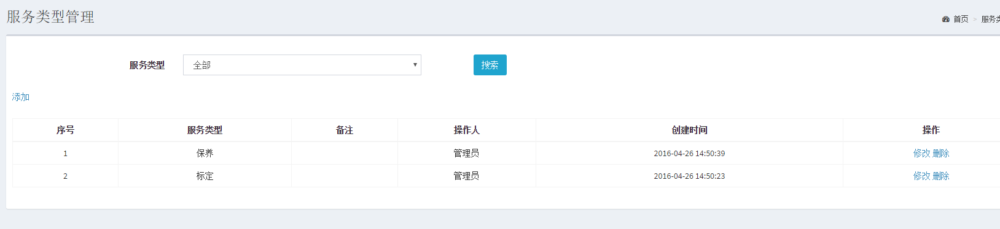 服务类型管理
首页 > 服务类
服务类型 全部 搜索
添加
序号 服务类型 备注 操作人 创建时间 操作
1 保养 管理员 2016-04-26 14:50:39 修改 删除
2 标定 管理员 2016-04-26 14:50:23 修改 删除